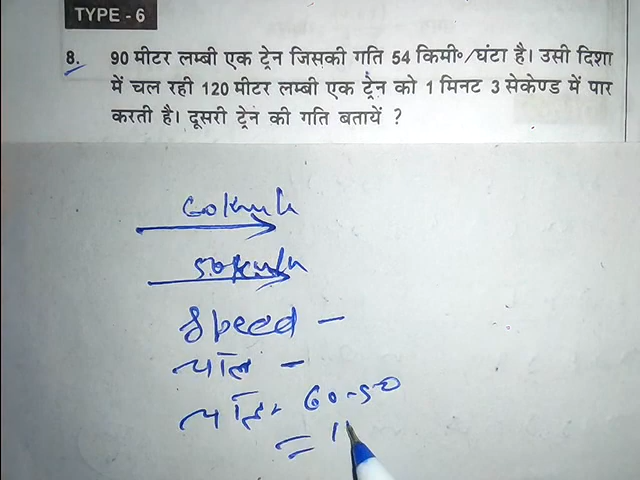 TYPE - 6
8. 90 मीटर लम्बी एक ट्रेन जिसकी गति 54 किमी०/घंटा है। उसी दिशा
में चल रही 120 मीटर लम्बी एक ट्रेन को 1 मिनट 3 सेकेण्ड में पार
करती है। दूसरी ट्रेन की गति बतायें ?
60km/h
50km/h
Speed -
चाल -
चाल = 60-50
= 1